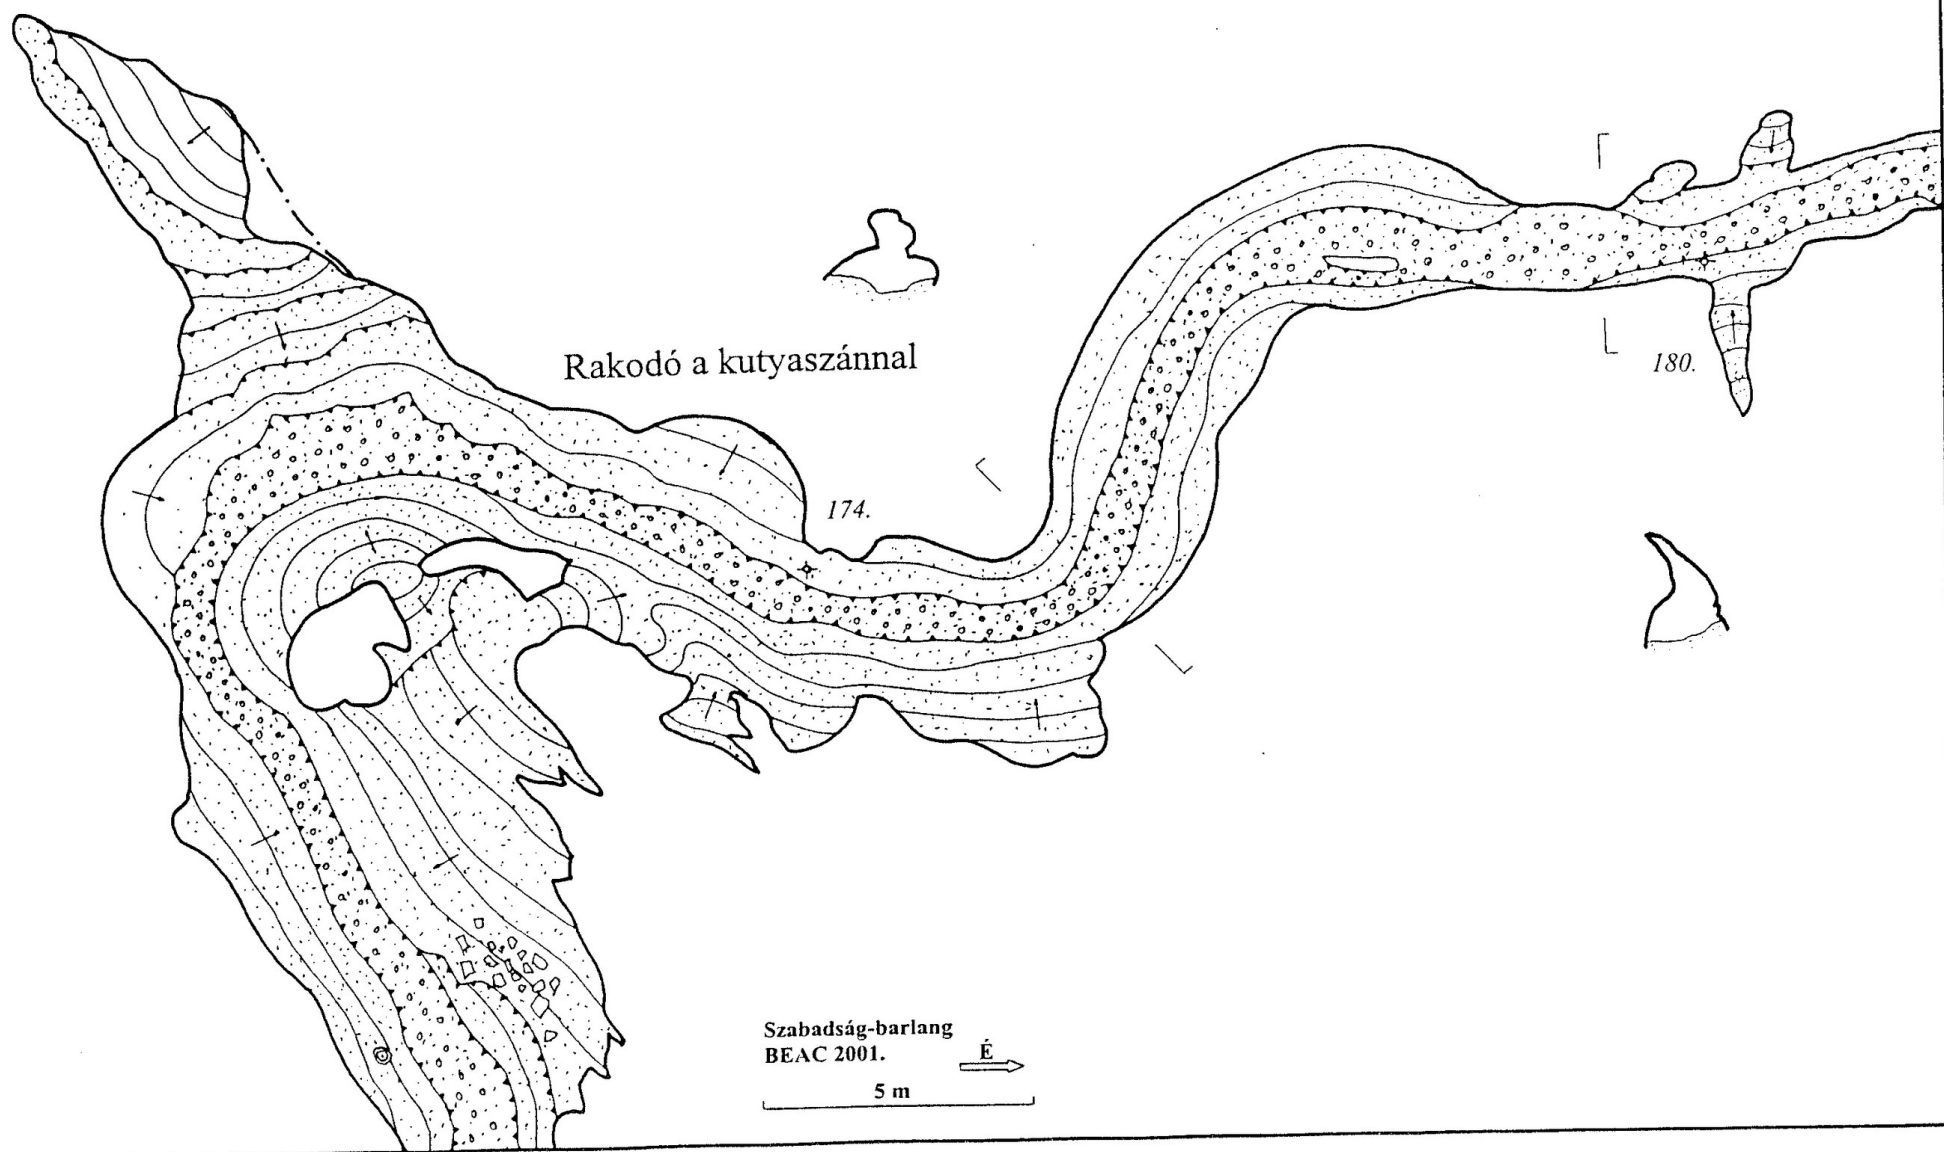 Rakodó a kutyaszánnal
180.
174.
Szabadság-barlang
BEAC 2001.
É
5 m